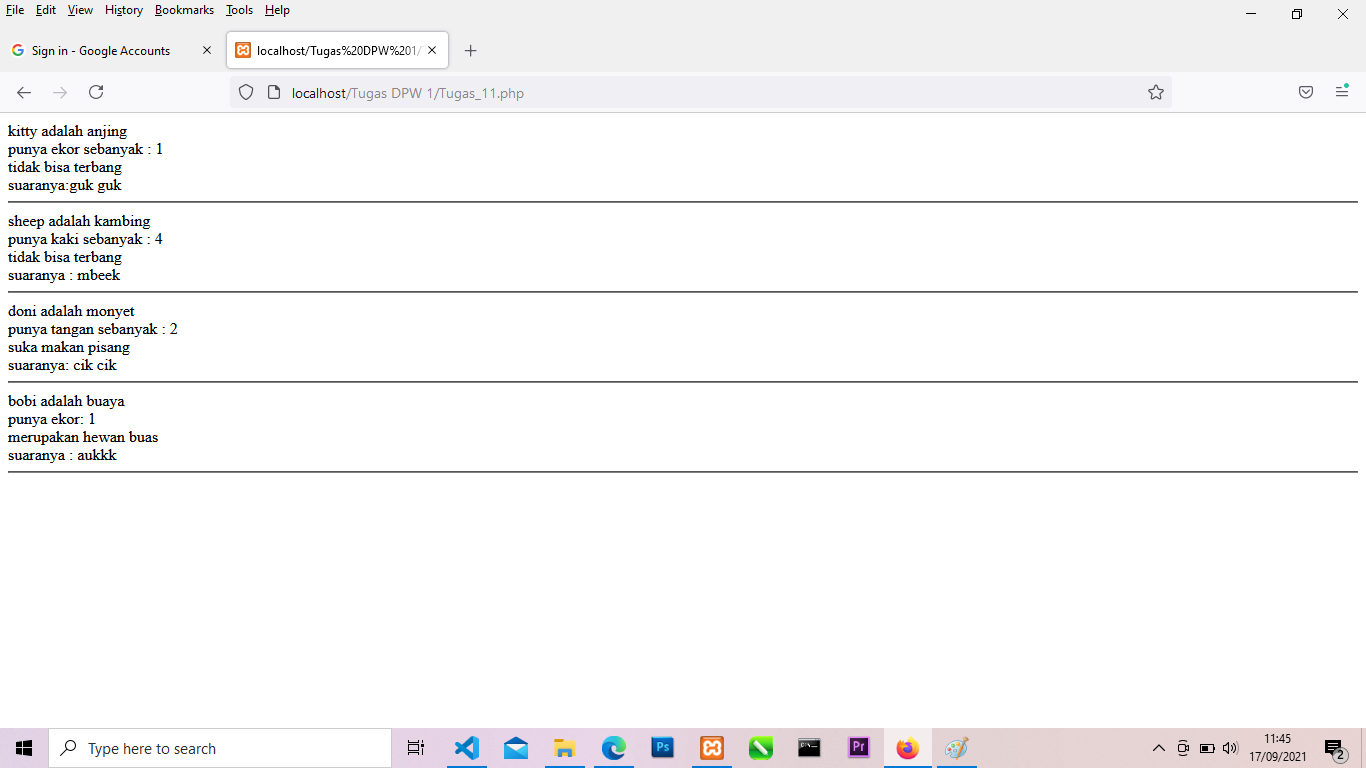 File Edit View History Bookmarks Tools Help
Sign in - Google Accounts
localhost/Tugas%20DPW%201/
localhost/Tugas DPW 1/Tugas_11.php
kitty adalah anjing
punya ekor sebanyak : 1
tidak bisa terbang
suaranya:guk guk
sheep adalah kambing
punya kaki sebanyak : 4
tidak bisa terbang
suaranya : mbeek
doni adalah monyet
punya tangan sebanyak : 2
suka makan pisang
suaranya: cik cik
bobi adalah buaya
punya ekor: 1
merupakan hewan buas
suaranya : aukkk
Type here to search
Ps
Pr
11:45
17/09/2021
2